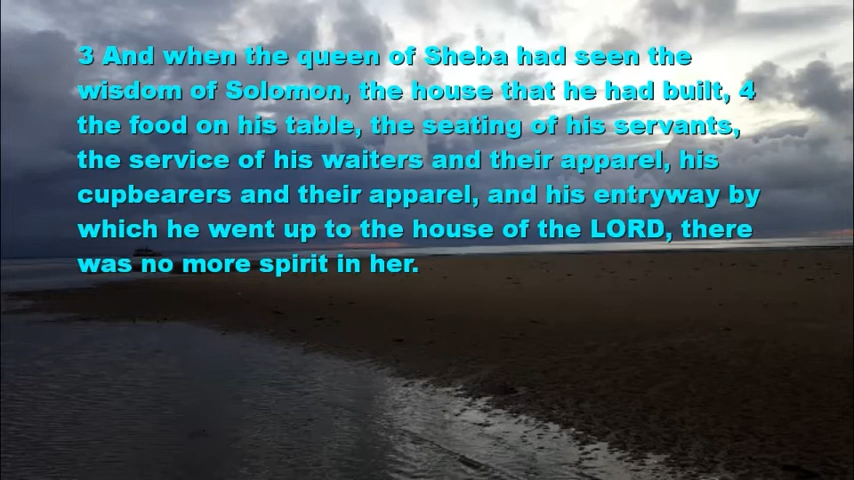 3 And when the queen of Sheba had seen the
wisdom of Solomon, the house that he had built, 4
the food on his table, the seating of his servants,
the service of his waiters and their apparel, his
cupbearers and their apparel, and his entryway by
which he went up to the house of the LORD, there
was no more spirit in her.